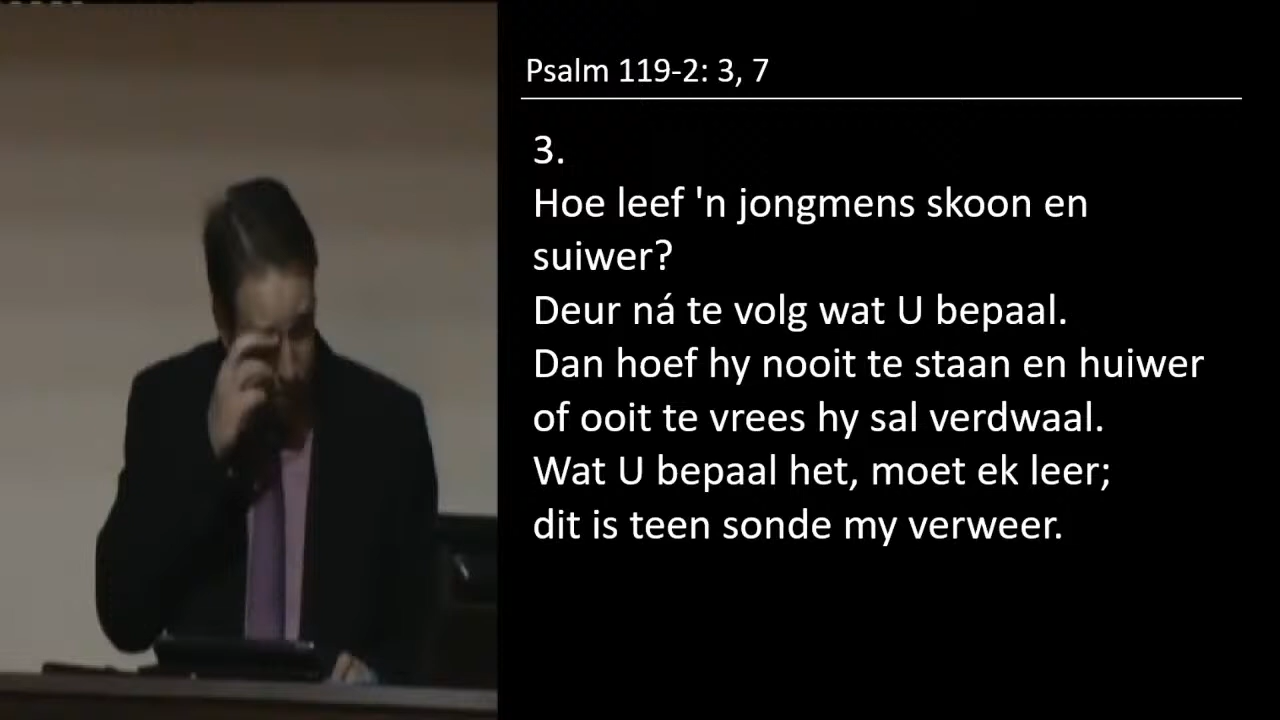 Psalm 119-2: 3, 7
3.
Hoe leef 'n jongmens skoon en
suiwer?
Deur ná te volg wat U bepaal.
Dan hoef hy nooit te staan en huiwer
of ooit te vrees hy sal verdwaal.
Wat U bepaal het, moet ek leer;
dit is teen sonde my verweer.